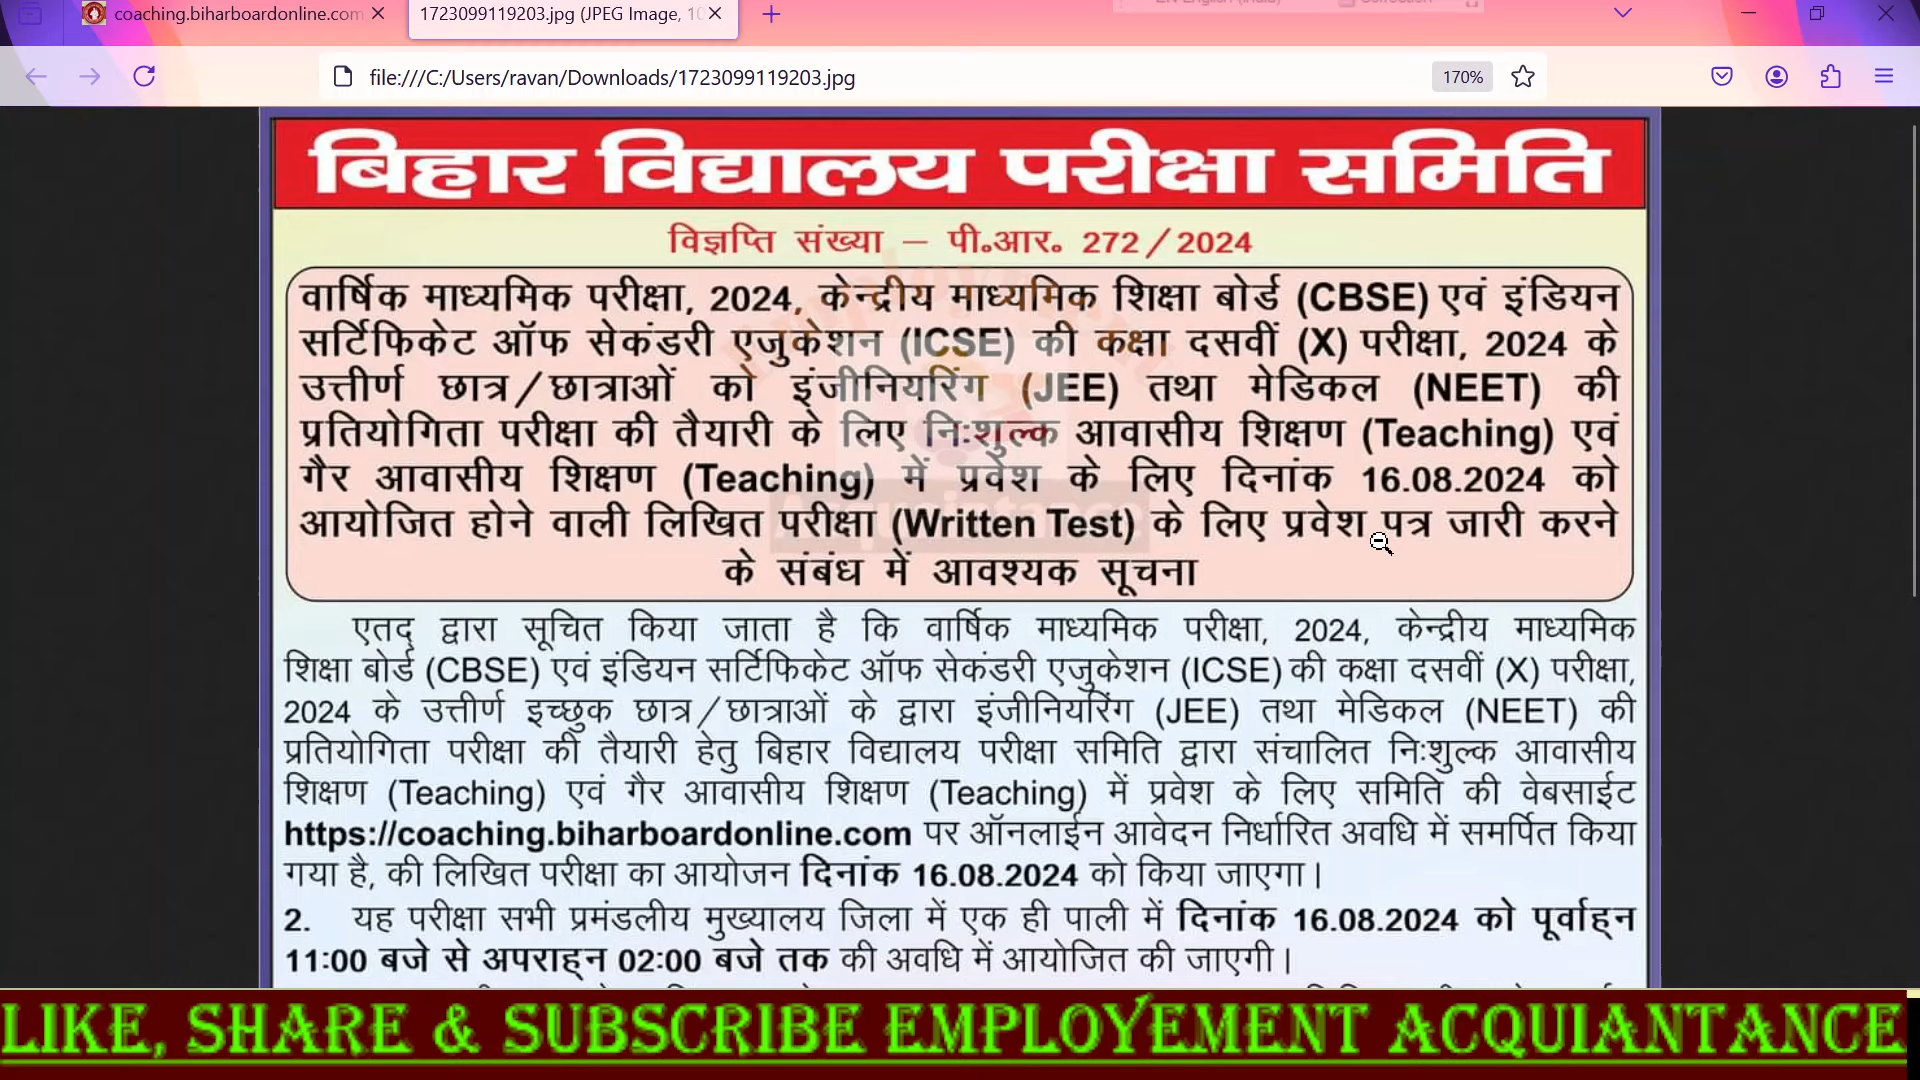 coaching.biharboardonline.com
1723099119203.jpg (JPEG Image, 10
file:///C:/Users/ravan/Downloads/1723099119203.jpg
170%
बिहार विद्यालय परीक्षा समिति
विज्ञप्ति संख्या – पी॰आर॰ 272/2024
वार्षिक माध्यमिक परीक्षा, 2024, केन्द्रीय माध्यमिक शिक्षा बोर्ड (CBSE) एवं इंडियन
सर्टिफिकेट ऑफ सेकंडरी एजुकेशन (ICSE) की कक्षा दसवीं (X) परीक्षा, 2024 के
उत्तीर्ण छात्र/छात्राओं को इंजीनियरिंग (JEE) तथा मेडिकल (NEET) की
प्रतियोगिता परीक्षा की तैयारी के लिए निःशुल्क आवासीय शिक्षण (Teaching) एवं
गैर आवासीय शिक्षण (Teaching) में प्रवेश के लिए दिनांक 16.08.2024 को
आयोजित होने वाली लिखित परीक्षा (Written Test) के लिए प्रवेश पत्र जारी करने
के संबंध में आवश्यक सूचना
एतद् द्वारा सूचित किया जाता है कि वार्षिक माध्यमिक परीक्षा, 2024, केन्द्रीय माध्यमिक
शिक्षा बोर्ड (CBSE) एवं इंडियन सर्टिफिकेट ऑफ सेकंडरी एजुकेशन (ICSE) की कक्षा दसवीं (X) परीक्षा,
2024 के उत्तीर्ण इच्छुक छात्र/छात्राओं के द्वारा इंजीनियरिंग (JEE) तथा मेडिकल (NEET) की
प्रतियोगिता परीक्षा की तैयारी हेतु बिहार विद्यालय परीक्षा समिति द्वारा संचालित निःशुल्क आवासीय
शिक्षण (Teaching) एवं गैर आवासीय शिक्षण (Teaching) में प्रवेश के लिए समिति की वेबसाईट
https://coaching.biharboardonline.com पर ऑनलाईन आवेदन निर्धारित अवधि में समर्पित किया
गया है, की लिखित परीक्षा का आयोजन दिनांक 16.08.2024 को किया जाएगा।
2. यह परीक्षा सभी प्रमंडलीय मुख्यालय जिला में एक ही पाली में दिनांक 16.08.2024 को पूर्वाह्न
11:00 बजे से अपराह्न 02:00 बजे तक की अवधि में आयोजित की जाएगी।
LIKE, SHARE & SUBSCRIBE EMPLOYEMENT ACQUIANTANCE